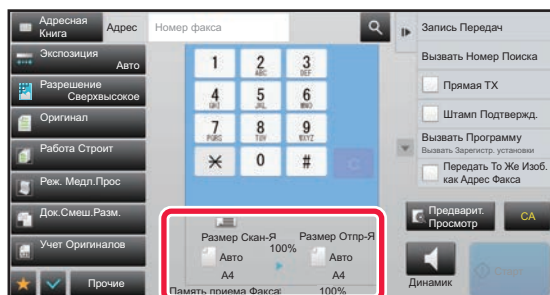 Адресная
Книга
Адрес
Номер факса
Экспозиция
Авто
Разрешение
Сверхвысокое
Оригинал
Работа Строит
Реж. Медл.Прос
Док.Смеш.Разм.
Учет Оригиналов
Прочие
1
2
ABC
3
DEF
4
GHI
5
JKL
6
MNO
7
PQRS
8
TUV
9
WXYZ
0
#
C
Размер Скан-Я
Размер Отпр-Я
100%
Авто
Авто
A4
A4
Память приема Факса:
100%
Запись Передач
Вызвать Номер Поиска
Прямая TX
Штамп Подтвержд.
Вызвать Программу
Вызвать Зарегистр. установки
Передать То Же Изоб.
как Адрес Факса
Предварит.
Просмотр
CA
Динамик